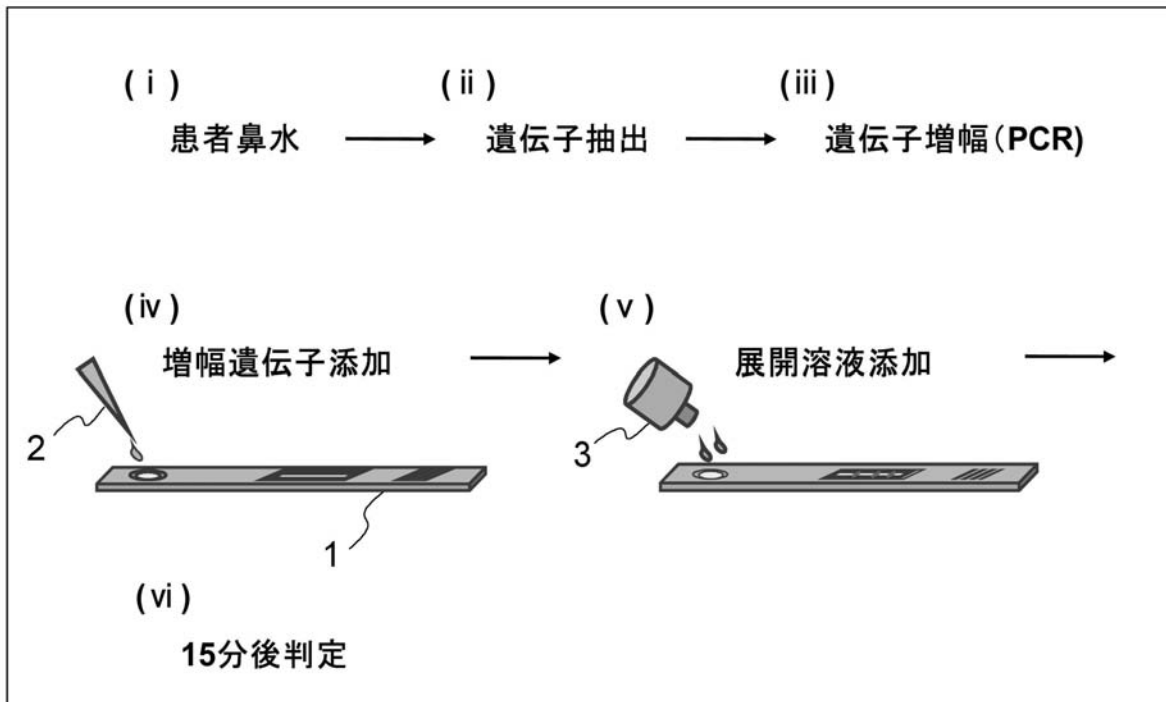 (ⅰ)
患者鼻水
(ⅱ)
遺伝子抽出
(ⅲ)
遺伝子増幅(PCR)
(ⅳ)
増幅遺伝子添加
2
1
(ⅴ)
展開溶液添加
3
(ⅵ)
15分後判定